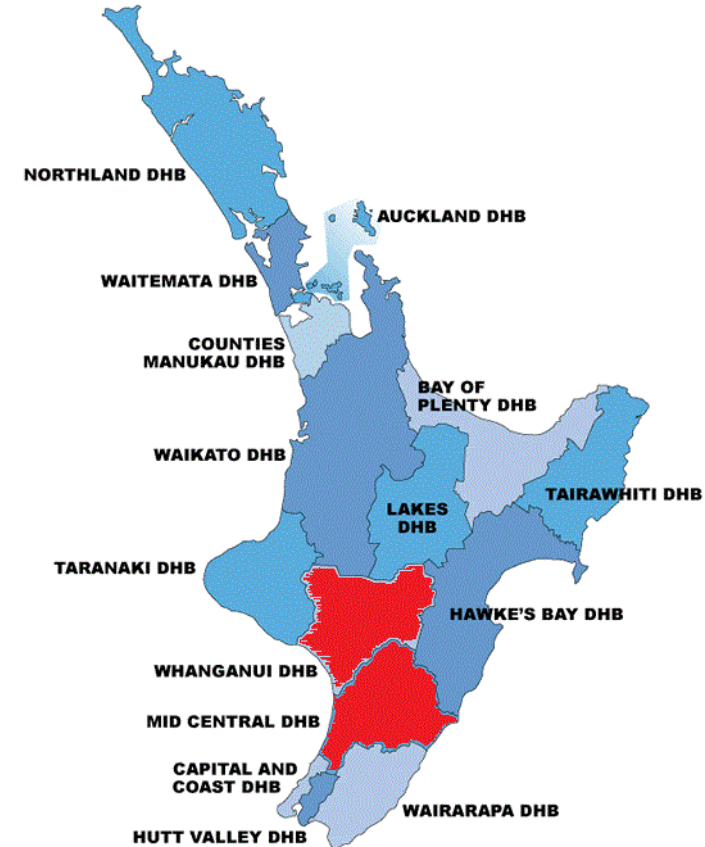 NORTHLAND DHB
AUCKLAND DHB
WAITEMATA DHB
COUNTIES
MANUKAU DHB
BAY OF
PLENTY DHB
WAIKATO DHB
TAIRAWHITI DHB
LAKES
DHB
TARANAKI DHB
HAWKE'S BAY DHB
WHANGANUI DHB
MID CENTRAL DHB
CAPITAL AND
COAST DHB
WAIRARAPA DHB
HUTT VALLEY DHB